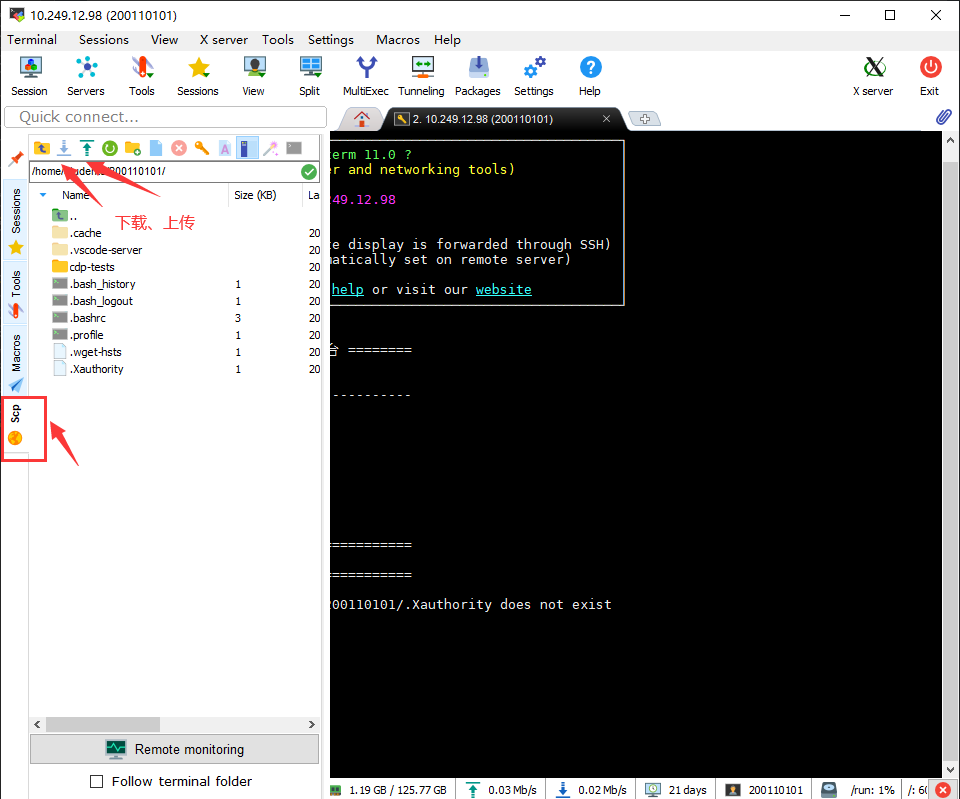 10.249.12.98 (200110101)
Terminal Sessions View X server Tools Settings Macros Help
Session Servers Tools Sessions View Split MultiExec Tunneling Packages Settings Help X server Exit
Quick connect...
2. 10.249.12.98 (200110101)
/200110101/
下载、上传
Sessions
Tools
Macros
Scp
Name Size (KB) La
..
.cache 20
.vscode-server 20
cdp-tests 20
.bash_history 1 20
.bash_logout 1 20
.bashrc 3 20
.profile 1 20
.wget-hsts 1 20
.Xauthority 1 20
Remote monitoring
Follow terminal folder
term 11.0 ?
er and networking tools)
49.12.98
te display is forwarded through SSH)
matically set on remote server)
help or visit our website
台 ========
----------
===========
===========
200110101/.Xauthority does not exist
1.19 GB / 125.77 GB 0.03 Mb/s 0.02 Mb/s 21 days 200110101 /run: 1% /: 60